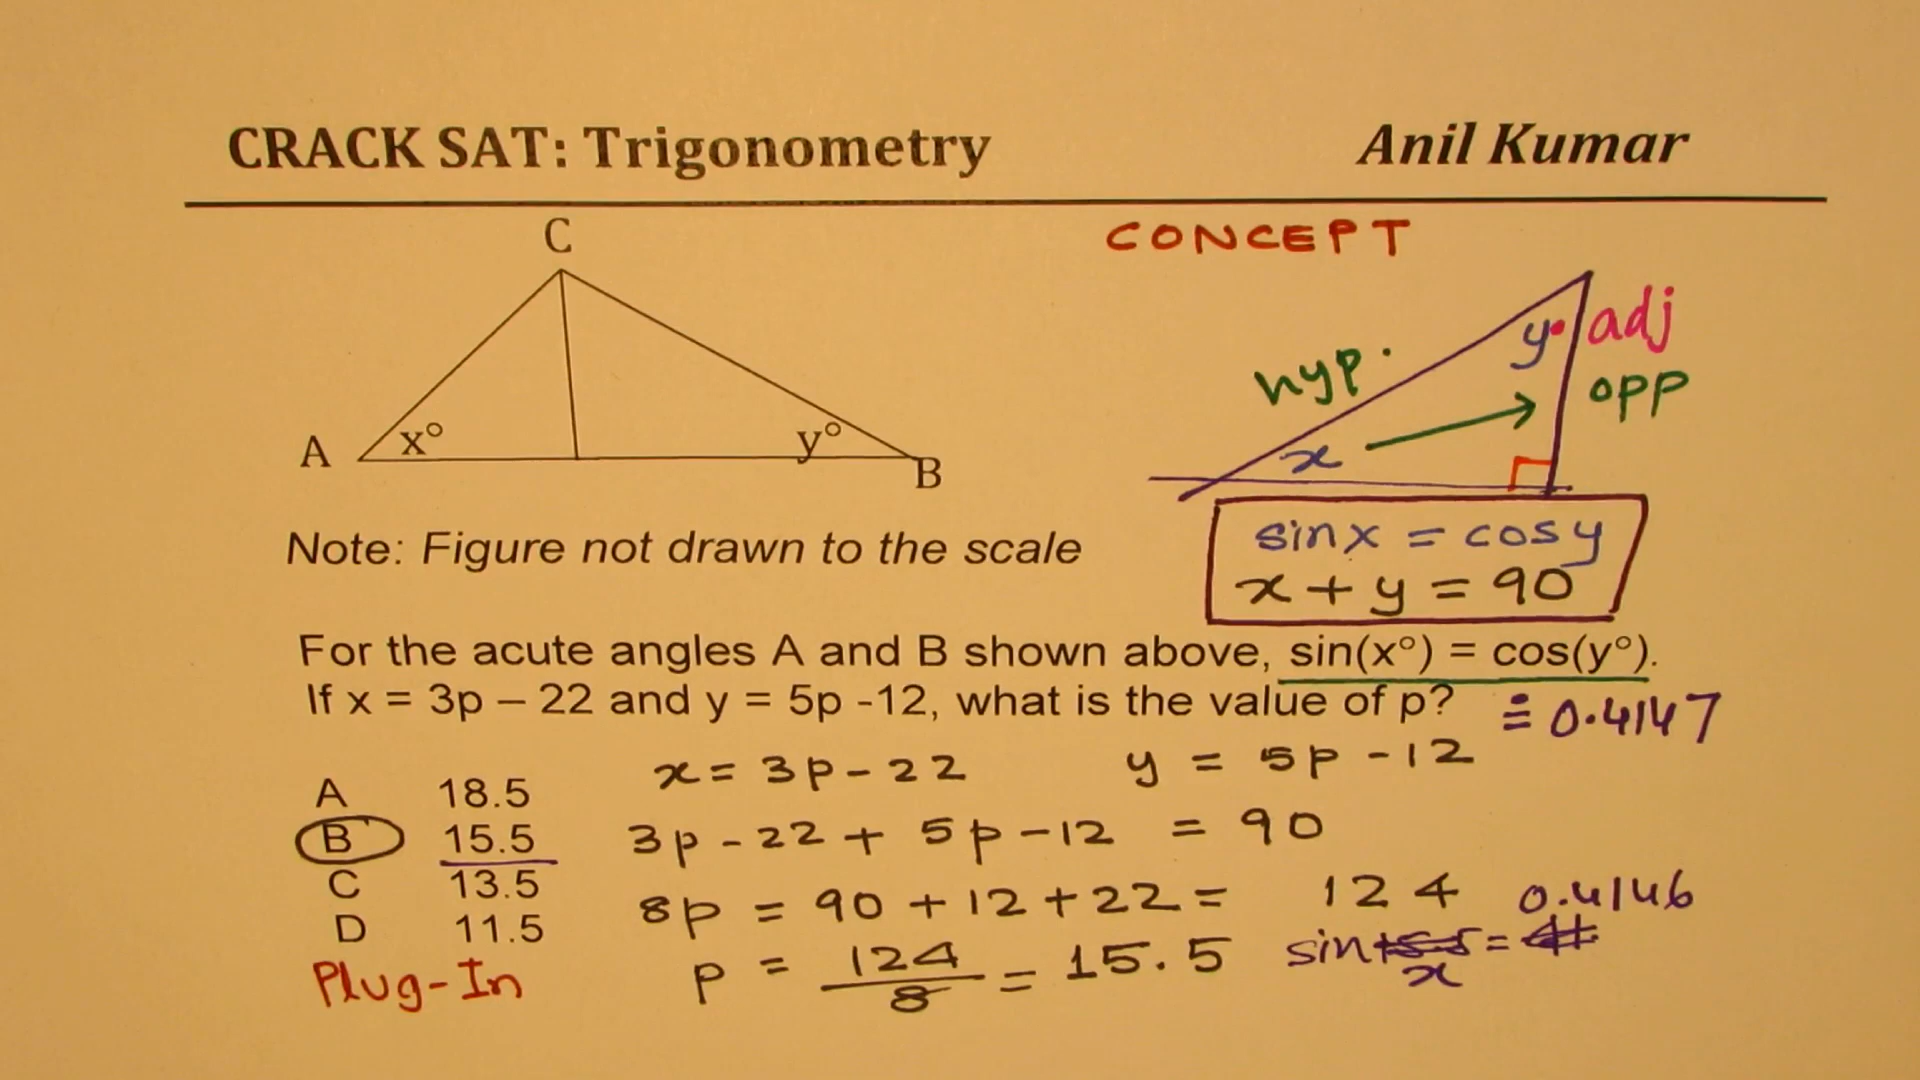 CRACK SAT: Trigonometry Anil Kumar
C
CONCEPT
A x° y° B
hyp. y adj
opp
x
Note: Figure not drawn to the scale
sinx = cosy
x + y = 90
For the acute angles A and B shown above, sin(x°) = cos(y°).
If x = 3p – 22 and y = 5p -12, what is the value of p? ≐ 0.4147
x = 3p - 22 y = 5p - 12
A 18.5
B 15.5 3p - 22 + 5p - 12 = 90
C 13.5
8p = 90 + 12 + 22 = 124 0.4146
D 11.5
p = 124/8 = 15.5 sin x =
Plug-In